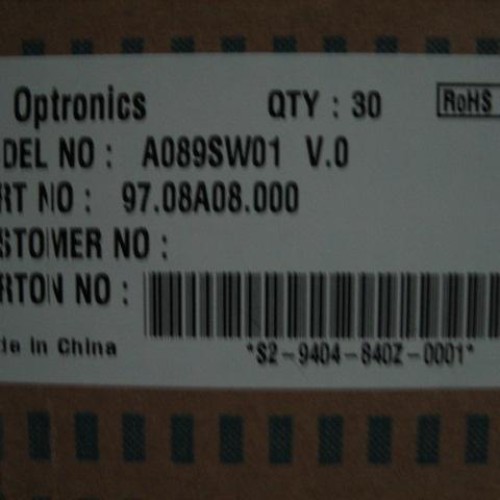 Optronics QTY : 30 RoHS
DEL NO : A089SW01 V.0
RT NO : 97.08A08.000
STOMER NO :
RTON NO :
de in China *S2-9404-840Z-0001*